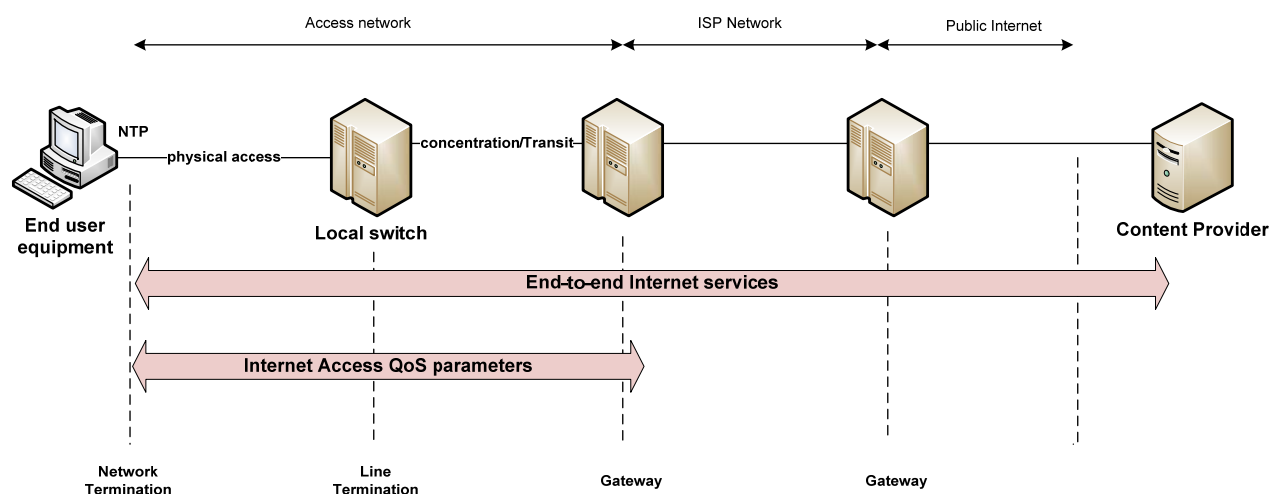 Access network
ISP Network
Public Internet
NTP
physical access
concentration/Transit
End user
equipment
Local switch
Content Provider
End-to-end Internet services
Internet Access QoS parameters
Network
Termination
Line
Termination
Gateway
Gateway